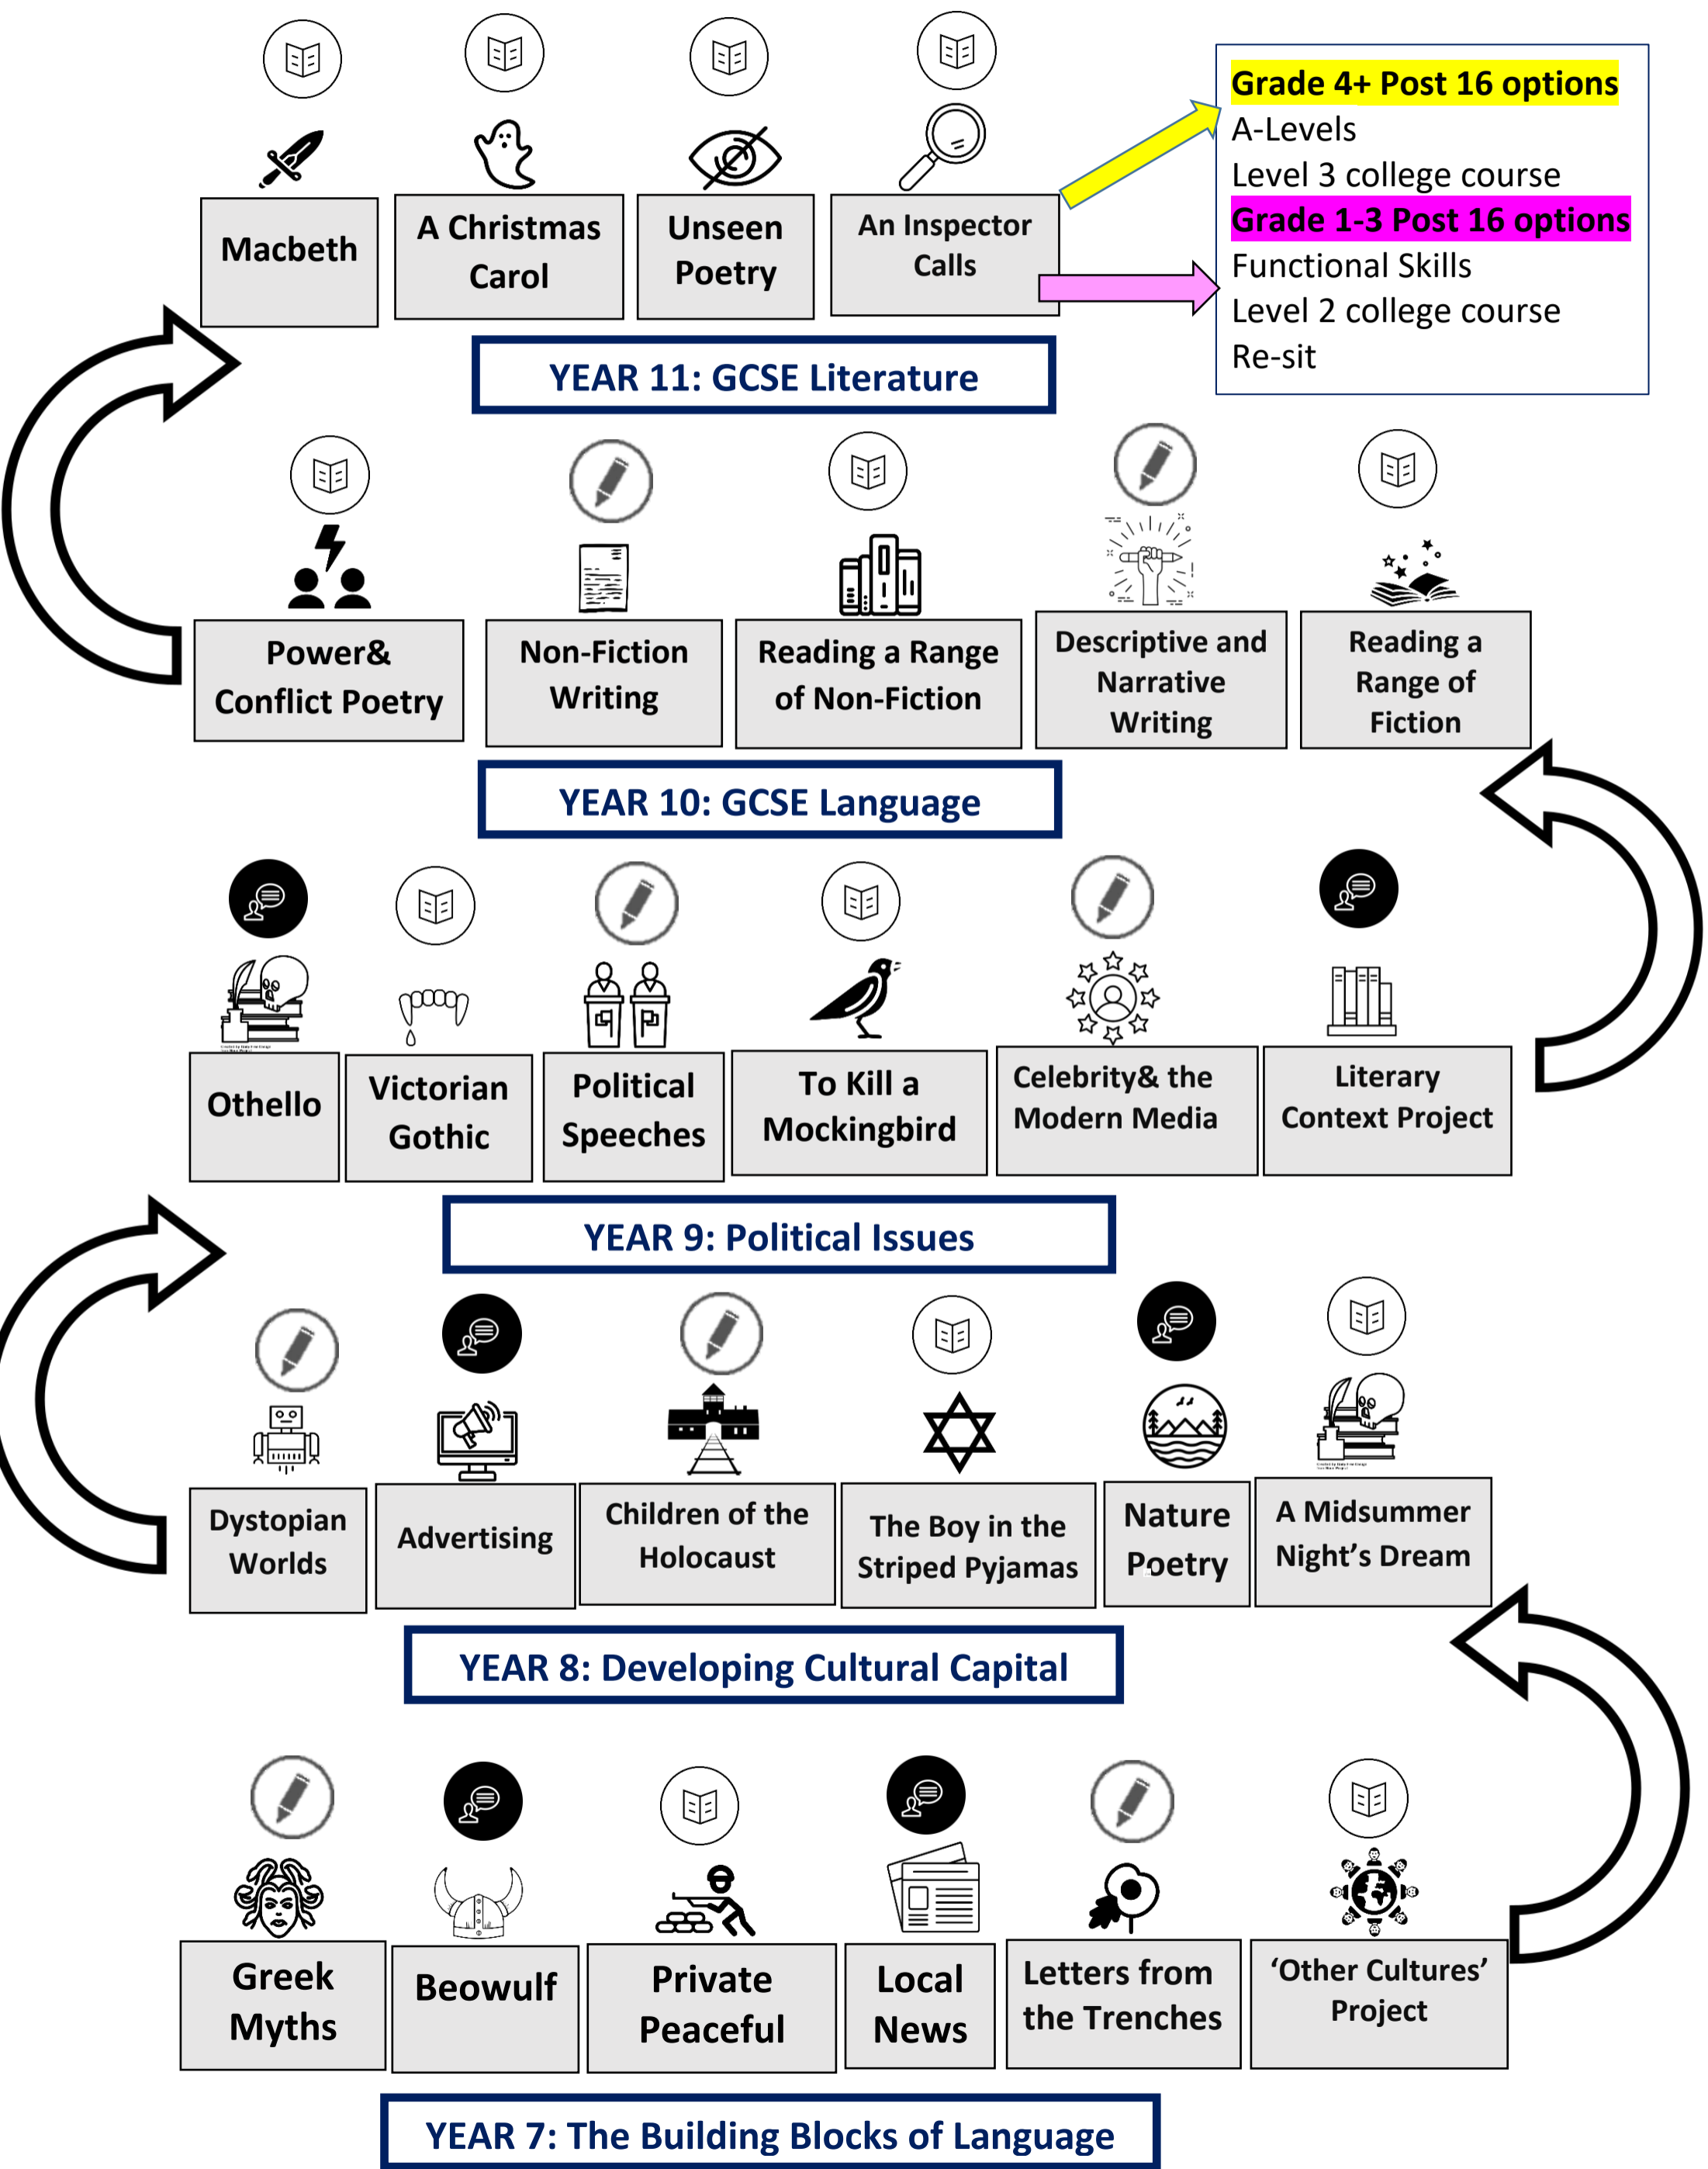 Grade 4+ Post 16 options
A-Levels
Level 3 college course
Grade 1-3 Post 16 options
Functional Skills
Level 2 college course
Re-sit
Macbeth
A Christmas
Carol
Unseen
Poetry
An Inspector
Calls
YEAR 11: GCSE Literature
Power&
Conflict Poetry
Non-Fiction
Writing
Reading a Range
of Non-Fiction
Descriptive and
Narrative
Writing
Reading a
Range of
Fiction
YEAR 10: GCSE Language
Othello
Victorian
Gothic
Political
Speeches
To Kill a
Mockingbird
Celebrity& the
Modern Media
Literary
Context Project
YEAR 9: Political Issues
Dystopian
Worlds
Advertising
Children of the
Holocaust
The Boy in the
Striped Pyjamas
Nature
Poetry
A Midsummer
Night’s Dream
YEAR 8: Developing Cultural Capital
Greek
Myths
Beowulf
Private
Peaceful
Local
News
Letters from
the Trenches
‘Other Cultures’
Project
YEAR 7: The Building Blocks of Language